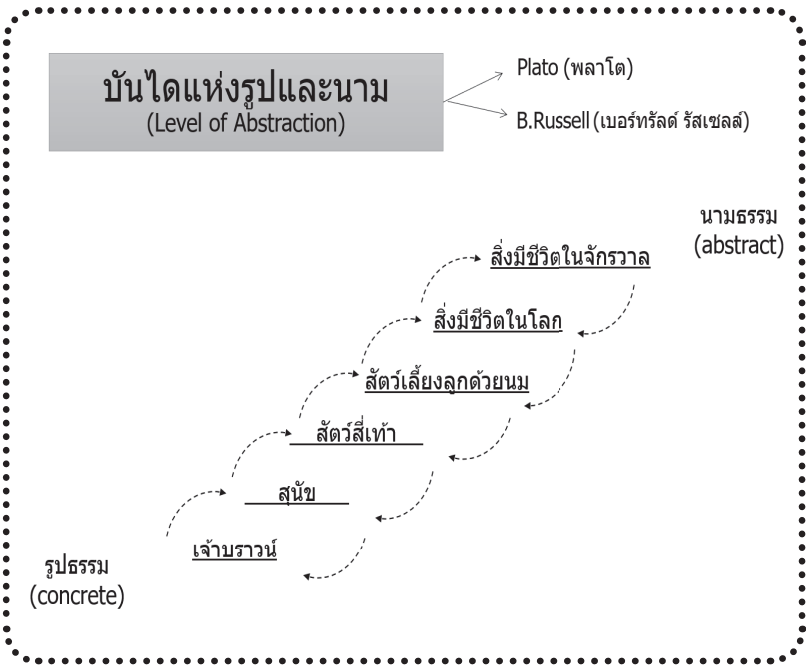 บันไดแห่งรูปและนาม
(Level of Abstraction)
Plato (พลาโต)
B.Russell (เบอร์ทรัลด์ รัสเซลล์)
นามธรรม
(abstract)
สิ่งมีชีวิตในจักรวาล
สิ่งมีชีวิตในโลก
สัตว์เลี้ยงลูกด้วยนม
สัตว์สี่เท้า
สุนัข
เจ้าบราวน์
รูปธรรม
(concrete)